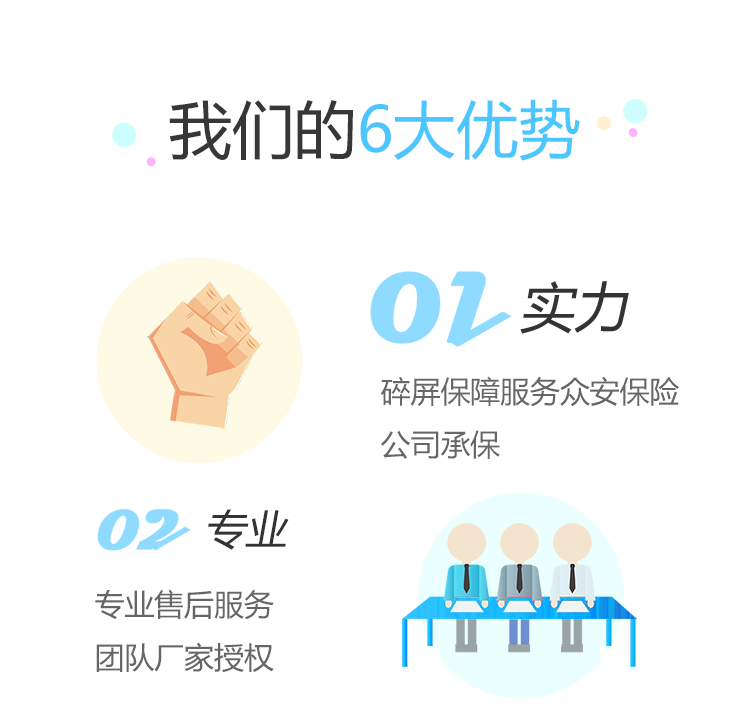 我们的6大优势
01 实力
碎屏保障服务众安保险
公司承保
02 专业
专业售后服务
团队厂家授权